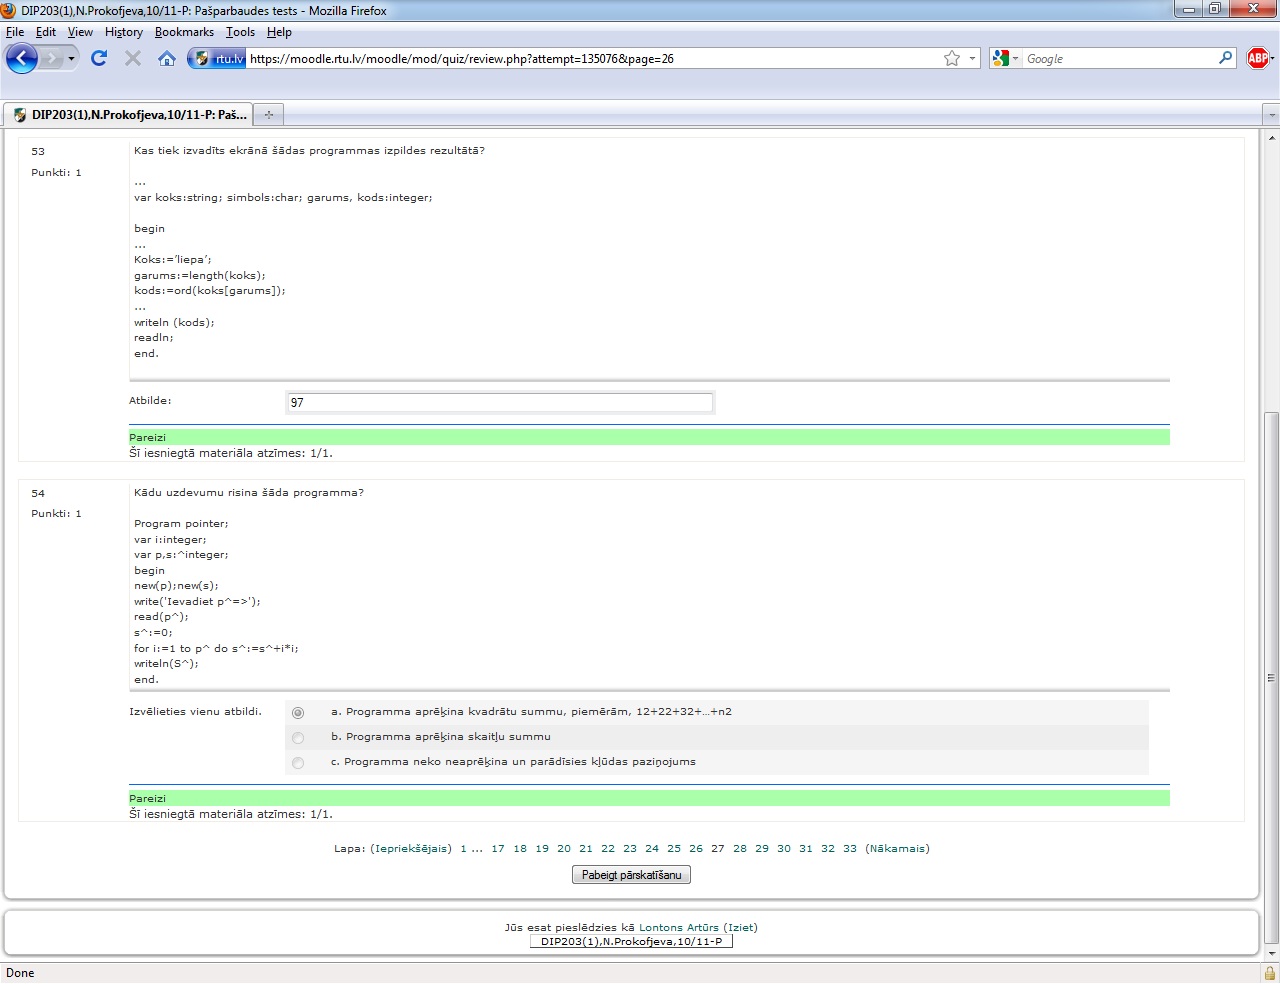 DIP203(1),N.Prokofjeva,10/11-P: Pašparbaudes tests - Mozilla Firefox
File Edit View History Bookmarks Tools Help
rtu.lv https://moodle.rtu.lv/moodle/mod/quiz/review.php?attempt=135076&page=26 Google ABP
DIP203(1),N.Prokofjeva,10/11-P: Paš...
53
Punkti: 1
Kas tiek izvadīts ekrānā šādas programmas izpildes rezultātā?
...
var koks:string; simbols:char; garums, kods:integer;
begin
...
Koks:='liepa';
garums:=length(koks);
kods:=ord(koks[garums]);
...
writeln (kods);
readln;
end.
Atbilde: 97
Pareizi
Šī iesniegtā materiāla atzīmes: 1/1.
54
Punkti: 1
Kādu uzdevumu risina šāda programma?
Program pointer;
var i:integer;
var p,s:^integer;
begin
new(p);new(s);
write('Ievadiet p^=>');
read(p^);
s^:=0;
for i:=1 to p^ do s^:=s^+i*i;
writeln(S^);
end.
Izvēlieties vienu atbildi.
a. Programma aprēķina kvadrātu summu, piemērām, 12+22+32+...+n2
b. Programma aprēķina skaitļu summu
c. Programma neko neaprēķina un parādīsies kļūdas paziņojums
Pareizi
Šī iesniegtā materiāla atzīmes: 1/1.
Lapa: (Iepriekšējais) 1 ... 17 18 19 20 21 22 23 24 25 26 27 28 29 30 31 32 33 (Nākamais)
Pabeigt pārskatīšanu
Jūs esat pieslēdzies kā Lontons Artūrs (Iziet)
DIP203(1),N.Prokofjeva,10/11-P
Done